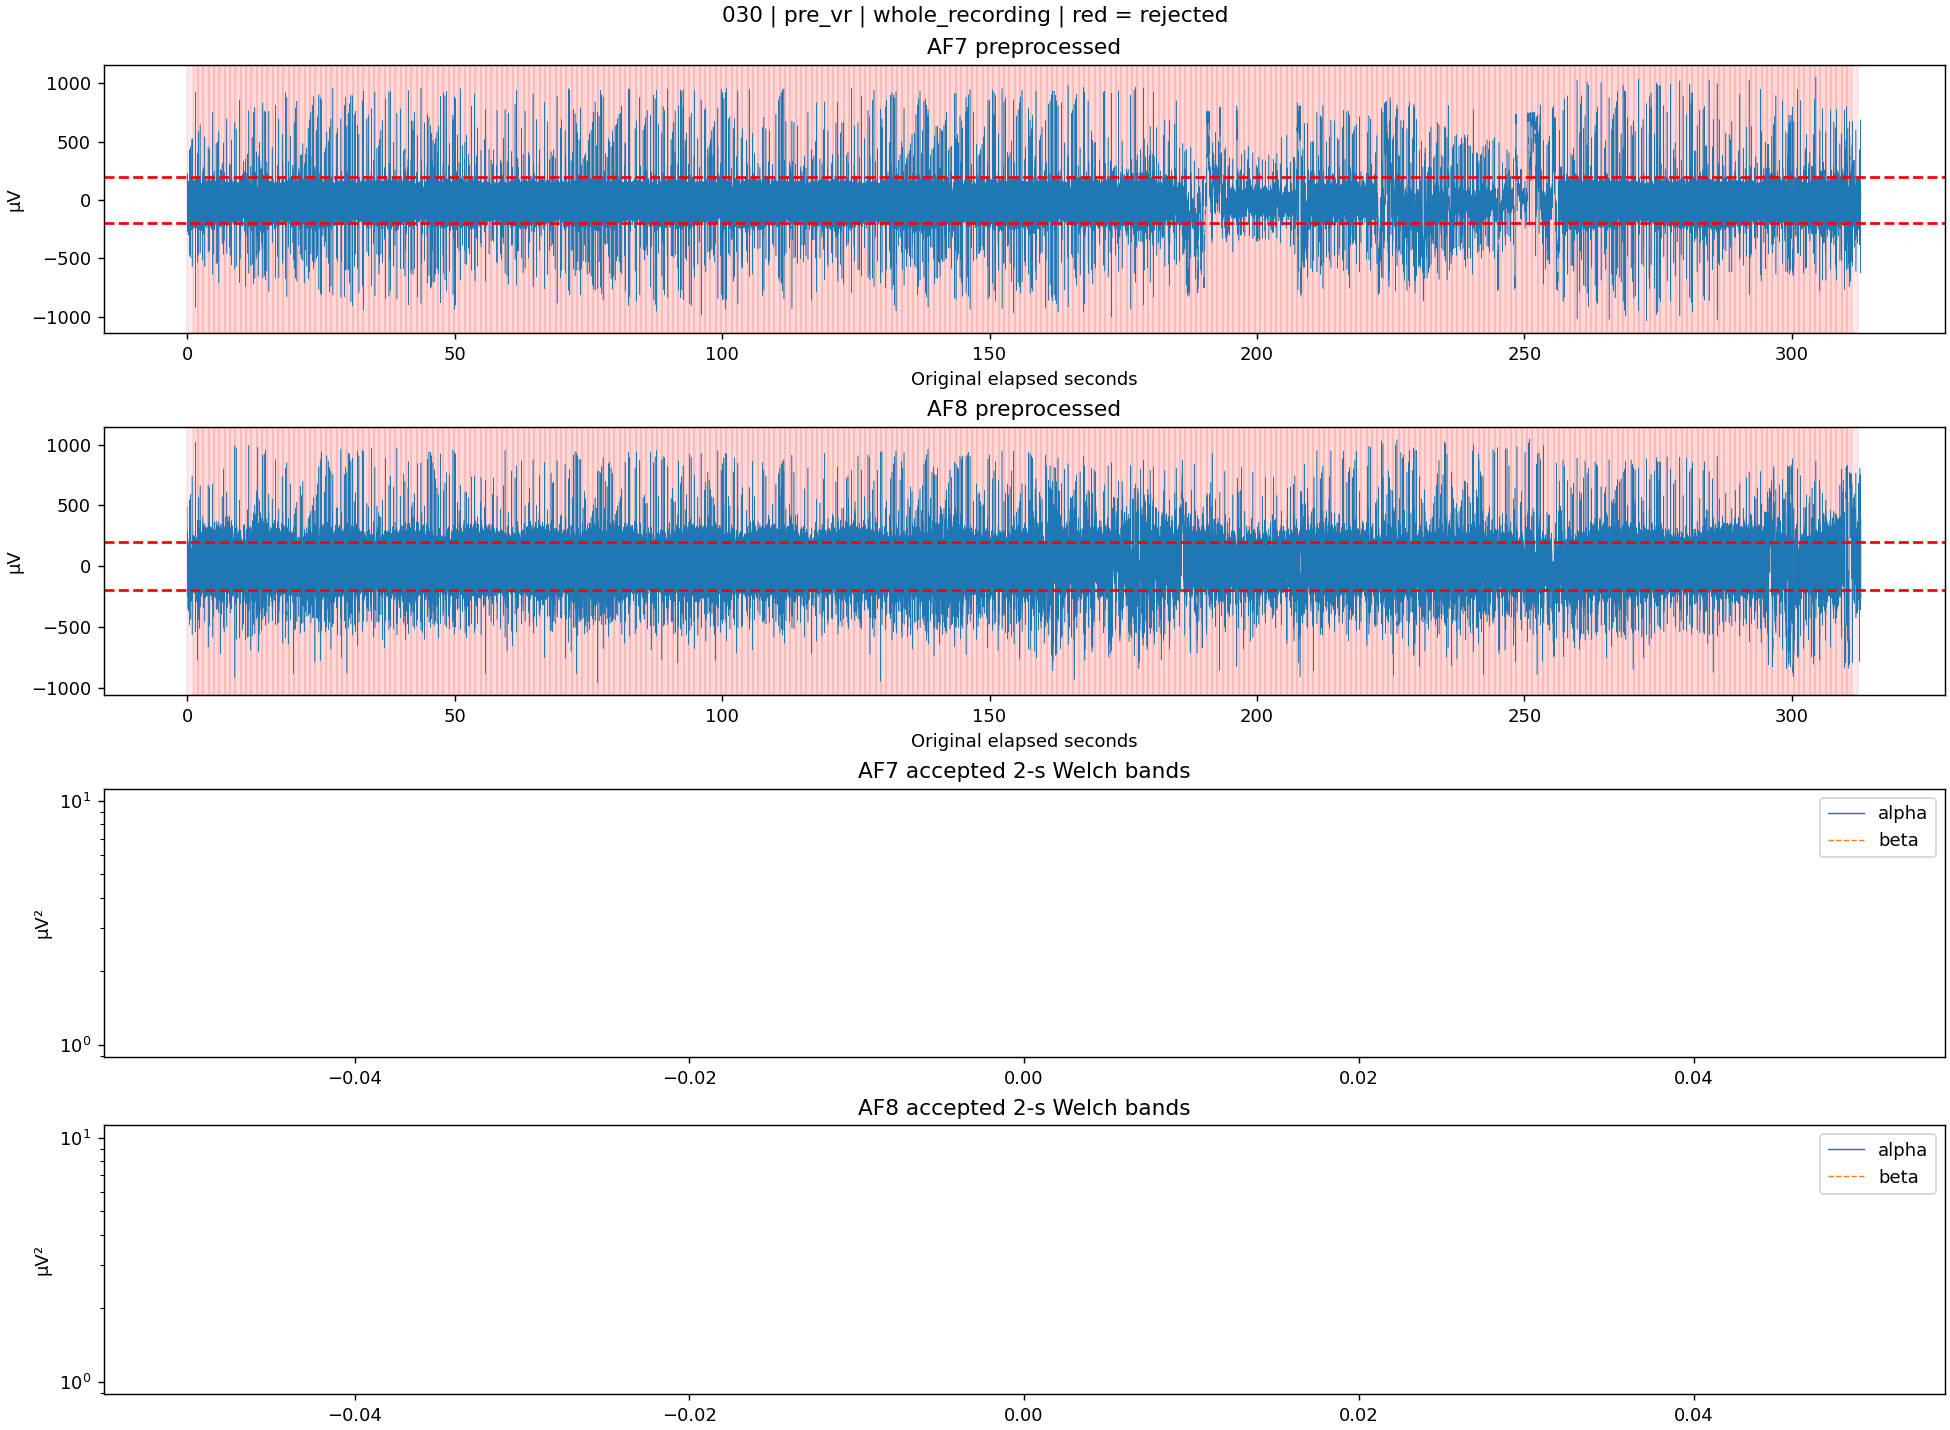 030 | pre_vr | whole_recording | red = rejected
AF7 preprocessed
1000
500
0
−500
−1000
µV
0 50 100 150 200 250 300
Original elapsed seconds
AF8 preprocessed
1000
500
0
−500
−1000
µV
0 50 100 150 200 250 300
Original elapsed seconds
AF7 accepted 2-s Welch bands
10¹
10⁰
µV²
alpha
beta
−0.04 −0.02 0.00 0.02 0.04
AF8 accepted 2-s Welch bands
10¹
10⁰
µV²
alpha
beta
−0.04 −0.02 0.00 0.02 0.04